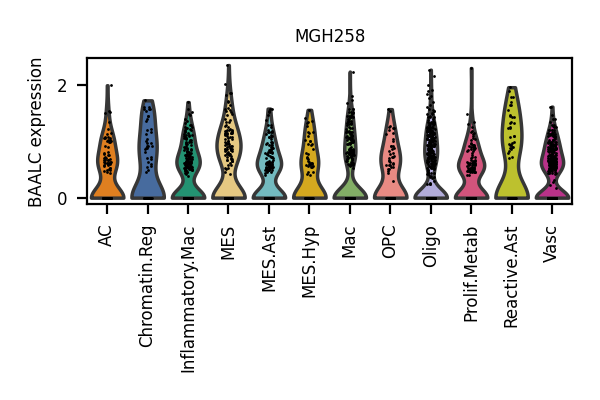 MGH258
BAALC expression
2
0
AC
Chromatin.Reg
Inflammatory.Mac
MES
MES.Ast
MES.Hyp
Mac
OPC
Oligo
Prolif.Metab
Reactive.Ast
Vasc